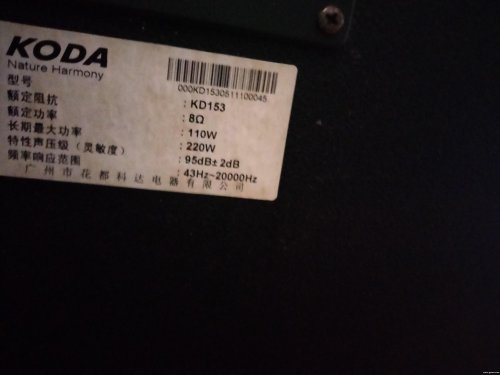 KODA
Nature Harmony
000KD1530511100045
型号 : KD153
额定阻抗 : 8Ω
额定功率 : 110W
长期最大功率 : 220W
特性声压级（灵敏度） : 95dB±2dB
频率响应范围 : 43Hz~20000Hz
广州市花都科达电器有限公司